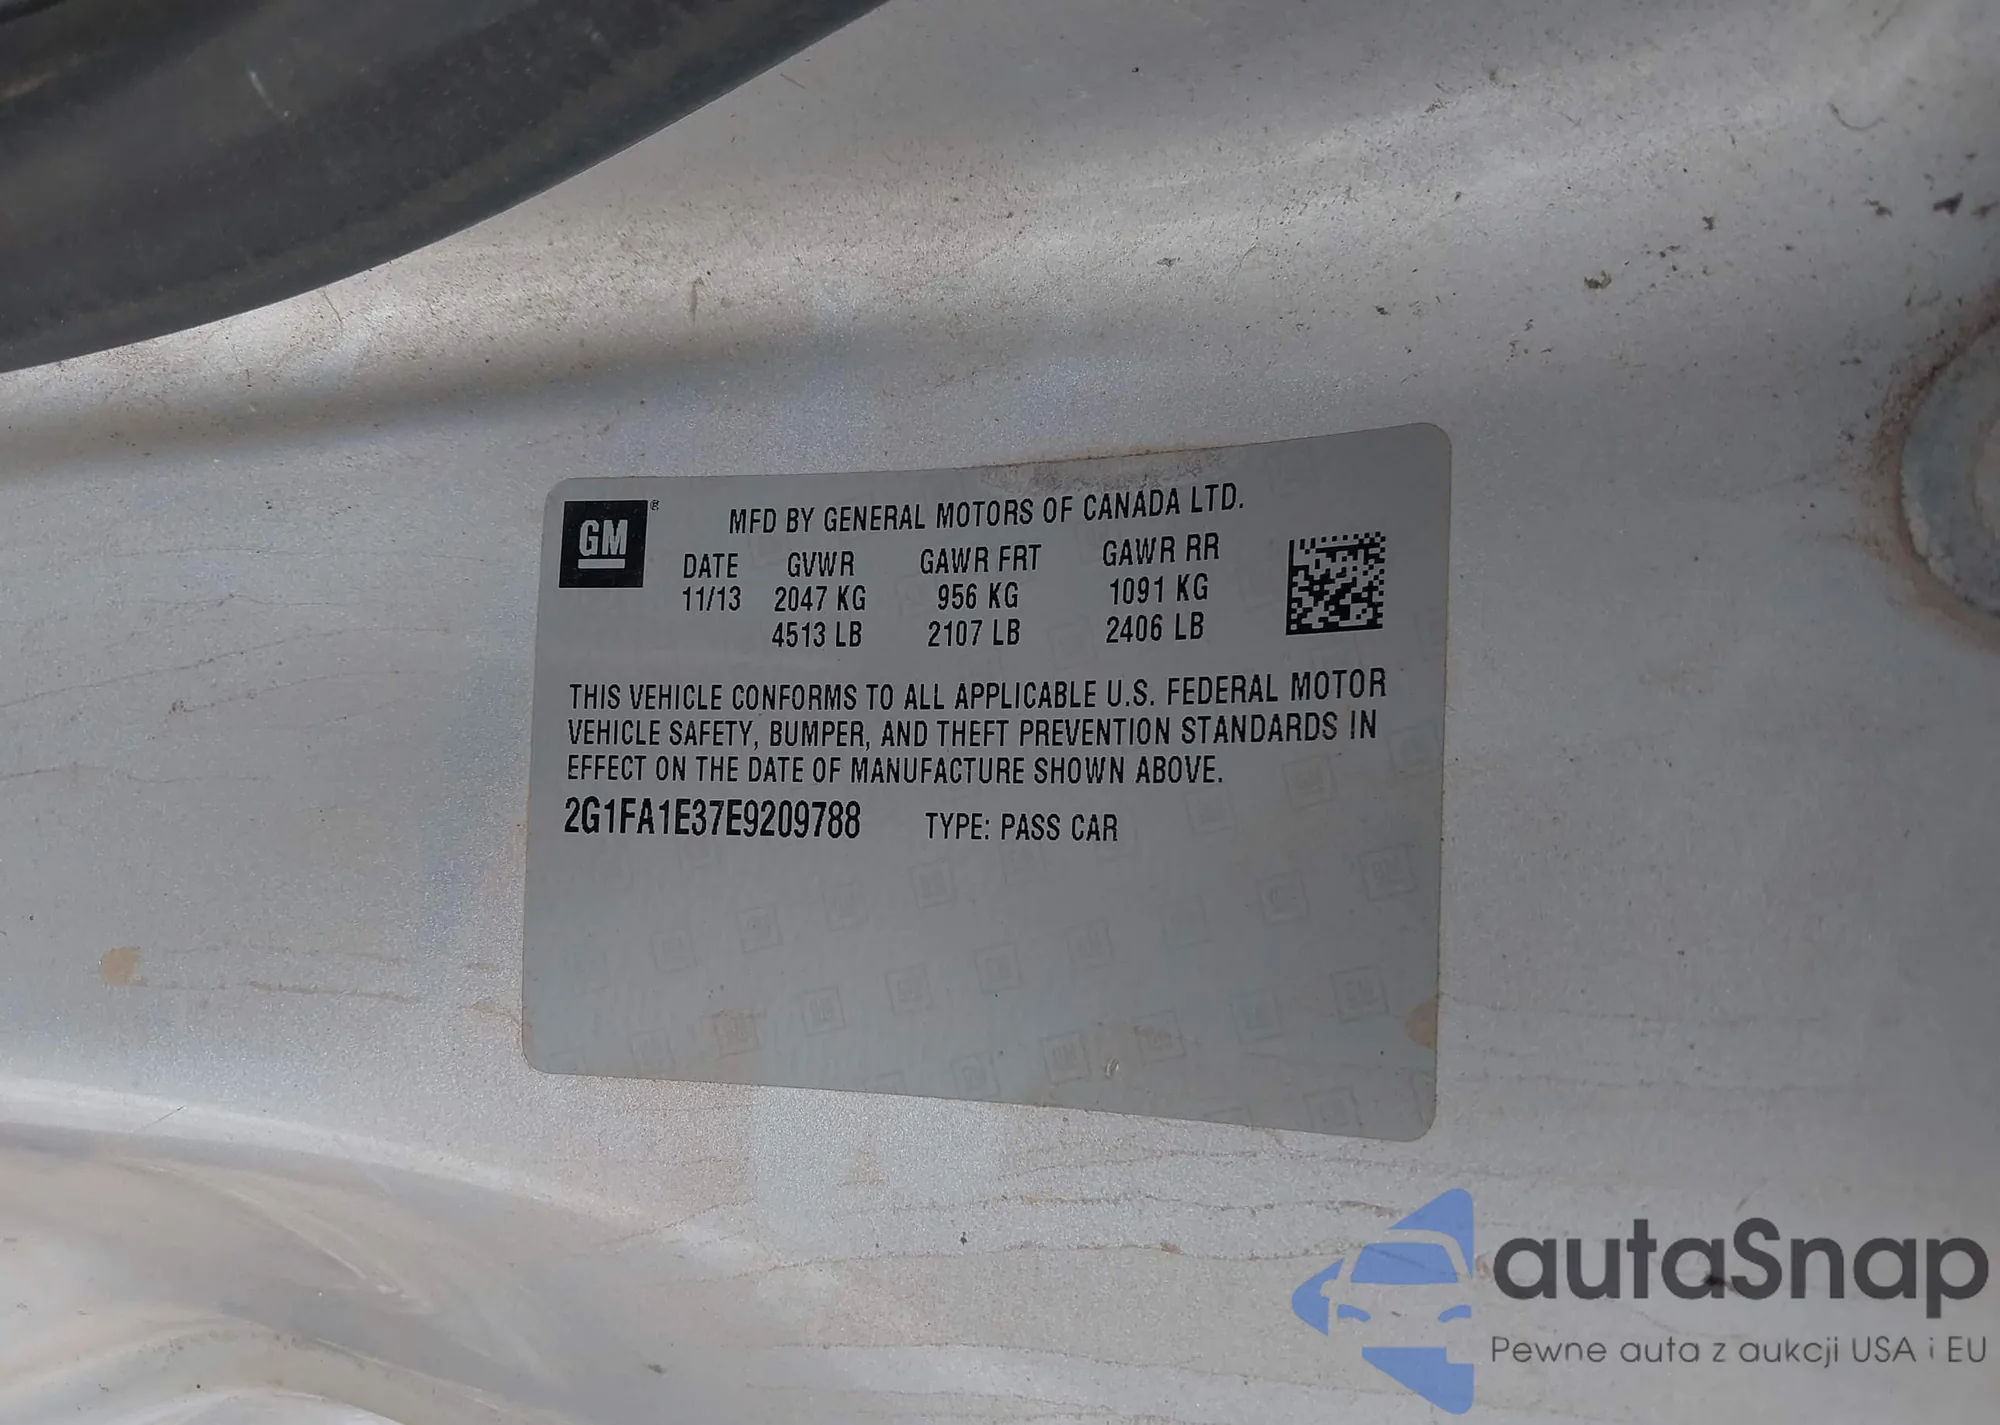 GM ®
MFD BY GENERAL MOTORS OF CANADA LTD.
DATE GVWR GAWR FRT GAWR RR
11/13 2047 KG 956 KG 1091 KG
4513 LB 2107 LB 2406 LB
THIS VEHICLE CONFORMS TO ALL APPLICABLE U.S. FEDERAL MOTOR
VEHICLE SAFETY, BUMPER, AND THEFT PREVENTION STANDARDS IN
EFFECT ON THE DATE OF MANUFACTURE SHOWN ABOVE.
2G1FA1E37E9209788 TYPE: PASS CAR
autaSnap
Pewne auta z aukcji USA i EU